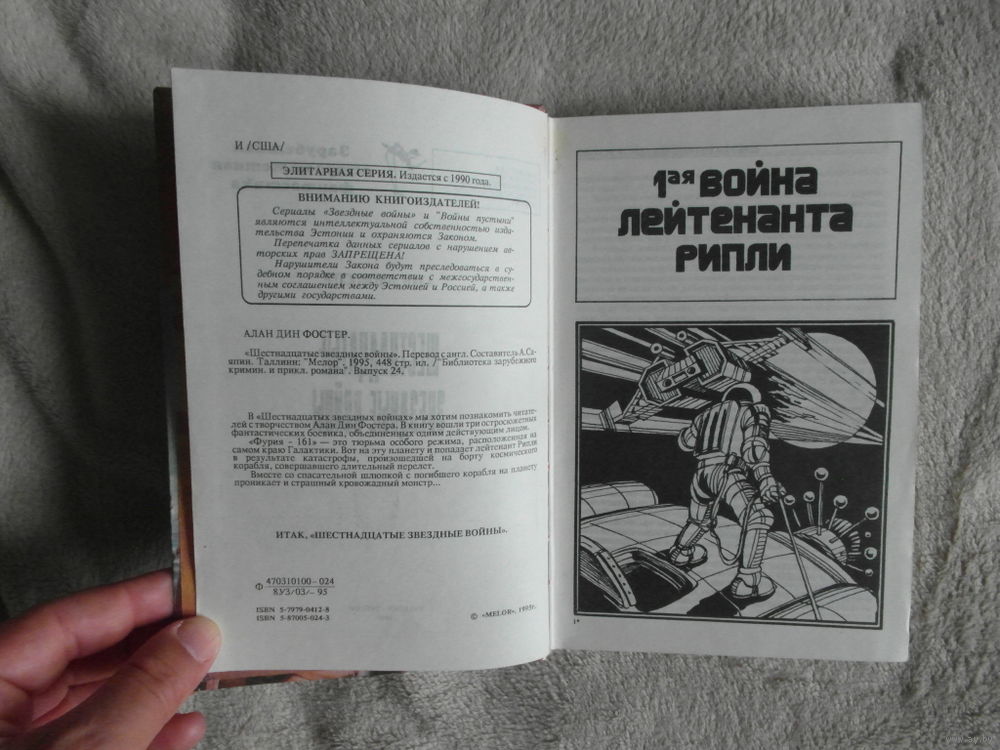 И /США/
ЭЛИТАРНАЯ СЕРИЯ. Издается с 1990 года.
ВНИМАНИЮ КНИГОИЗДАТЕЛЕЙ!
Сериалы «Звездные войны» и "Войны пустыни"
являются интеллектуальной собственностью изда-
тельства Эстонии и охраняются Законом.
Перепечатка данных сериалов с нарушением ав-
торских прав ЗАПРЕЩЕНА!
Нарушители Закона будут преследоваться в су-
дебном порядке в соответствии с межгосударствен-
ным соглашением между Эстонией и Россией, а также
другими государствами.
АЛАН ДИН ФОСТЕР.
«Шестнадцатые звездные войны». Перевод с англ. Составитель А.Са-
япин. Таллинн: "Мелор", 1995, 448 стр. ил. / Библиотека зарубежного
кримин. и прикл. романа". Выпуск 24.
В «Шестнадцатых звездных войнах» мы хотим познакомить читате-
лей с творчеством Алан Дин Фостера. В книгу вошли три остросюжетных
фантастических боевика, объединенных одним действующим лицом.
«Фурия - 161» — это тюрьма особого режима, расположенная на
самом краю Галактики. Вот на эту планету и попадает лейтенант Рипли
в результате катастрофы, произошедшей на борту космического
корабля, совершавшего длительный перелет.
Вместе со спасательной шлюпкой с погибшего корабля на планету
проникает и страшный кровожадный монстр...
ИТАК, «ШЕСТНАДЦАТЫЕ ЗВЕЗДНЫЕ ВОЙНЫ».
Ф 470310100-024
8УЗ/03/-95
ISBN 5-7979-0412-8
ISBN 5-87005-024-3
© «MELOR», 1995г.
1ая ВОЙНА
ЛЕЙТЕНАНТА
РИПЛИ
1*
www.ay.by